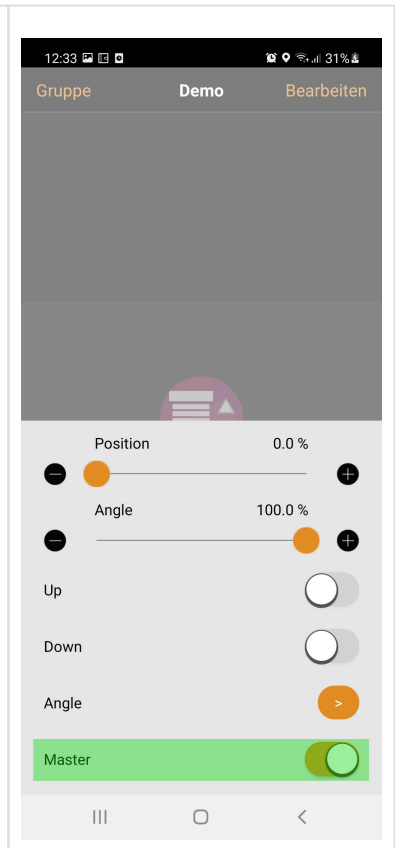 12:33 31%
Gruppe Demo Bearbeiten
Position 0.0 %
Angle 100.0 %
Up
Down
Angle >
Master